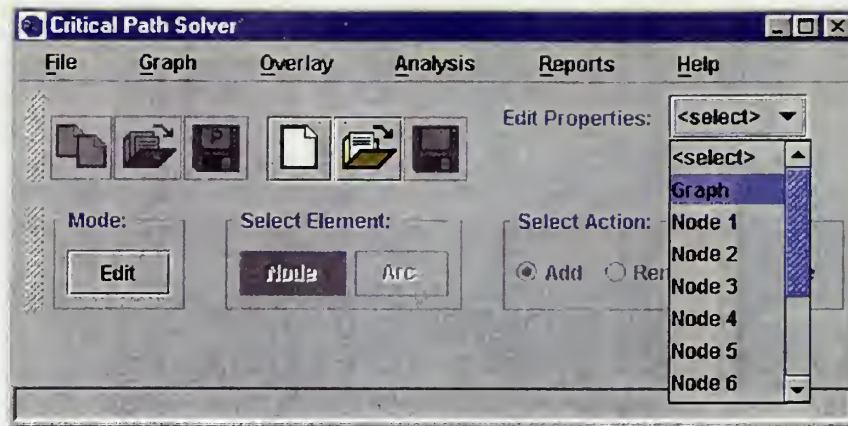 Critical Path Solver
File Graph Overlay Analysis Reports Help
Edit Properties: <select>
<select>
Graph
Mode: Select Element: Select Action:
Node 1
Node 2
Edit Node Arc Add
Node 3
Node 4
Node 5
Node 6